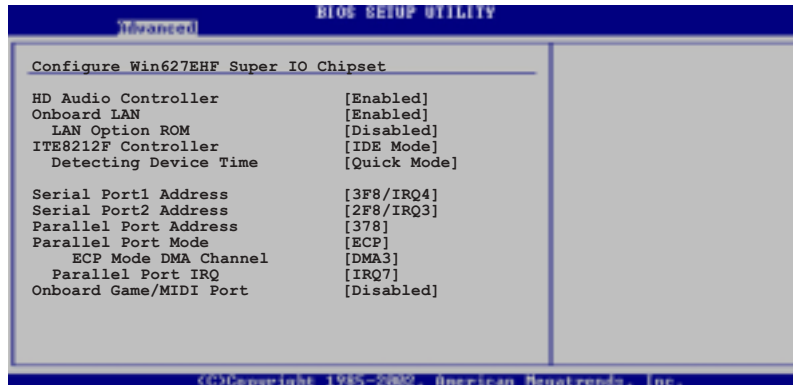 BIOS SETUP UTILITY
Advanced
Configure Win627EHF Super IO Chipset
HD Audio Controller [Enabled]
Onboard LAN [Enabled]
LAN Option ROM [Disabled]
ITE8212F Controller [IDE Mode]
Detecting Device Time [Quick Mode]
Serial Port1 Address [3F8/IRQ4]
Serial Port2 Address [2F8/IRQ3]
Parallel Port Address [378]
Parallel Port Mode [ECP]
ECP Mode DMA Channel [DMA3]
Parallel Port IRQ [IRQ7]
Onboard Game/MIDI Port [Disabled]
(C)Copyright 1985-2002, American Megatrends, Inc.